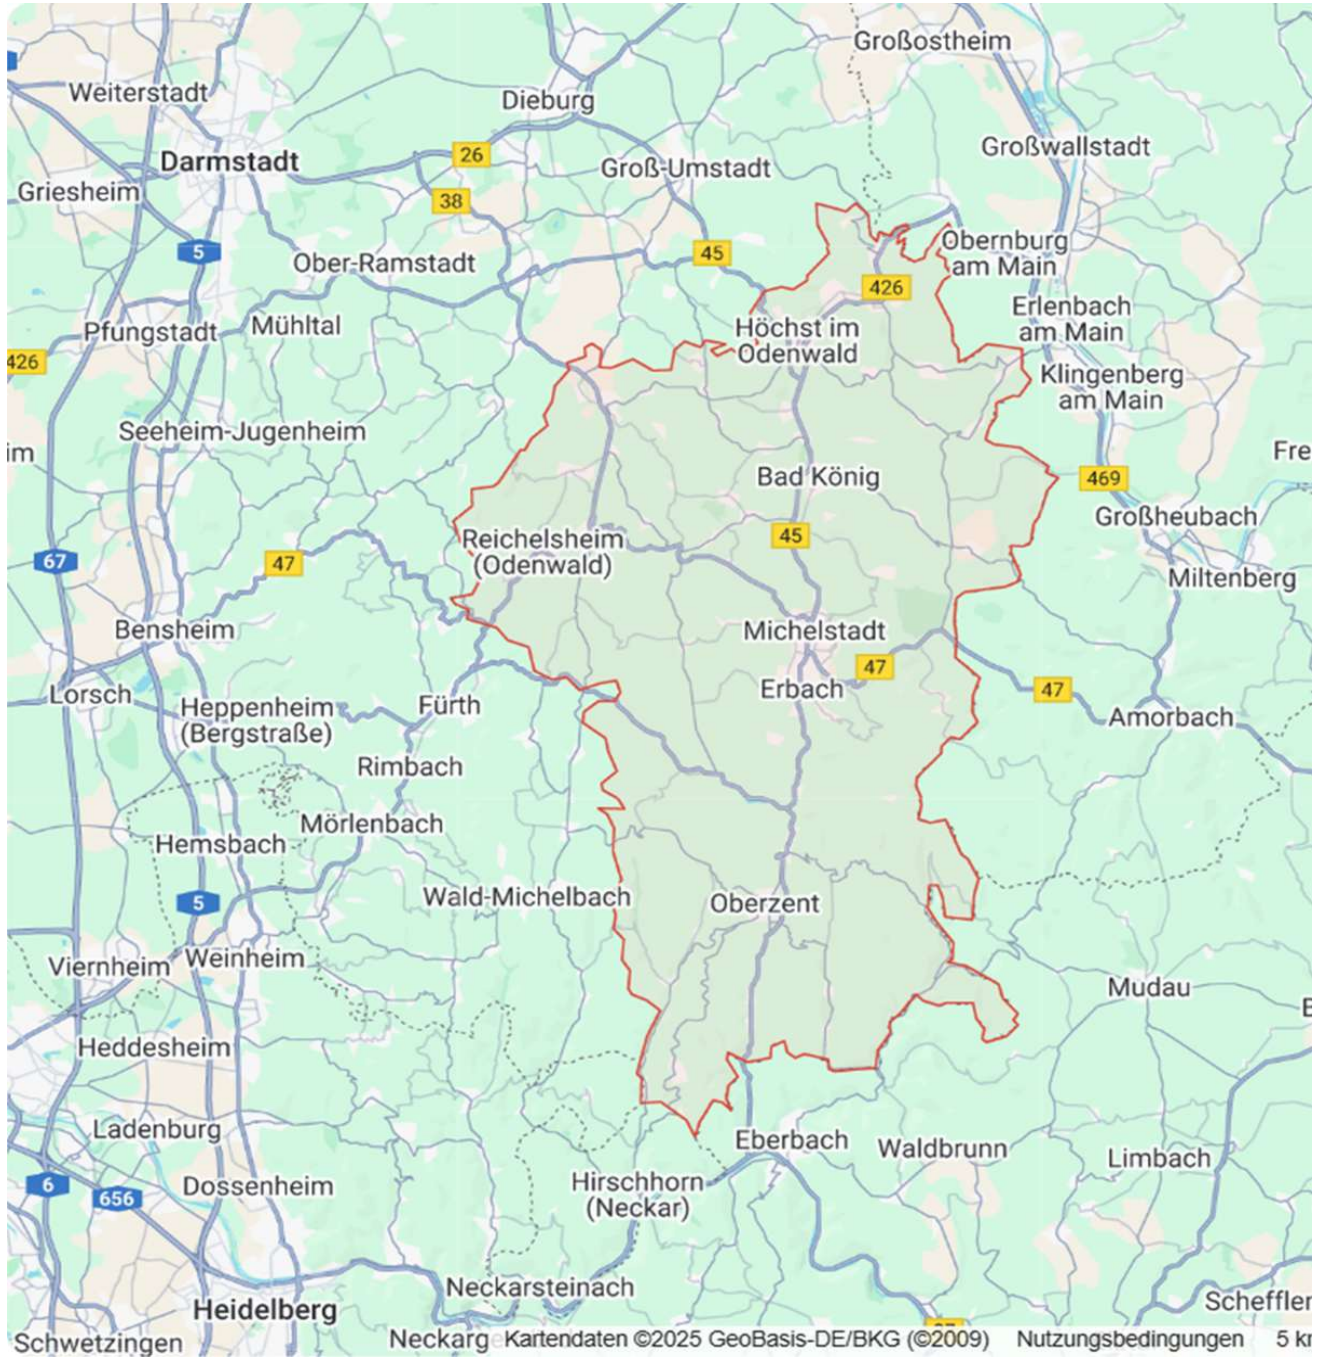 Großostheim
Weiterstadt
Dieburg
Großwallstadt
Darmstadt
26
Groß-Umstadt
Griesheim
38
5
45
Obernburg
am Main
Ober-Ramstadt
426
Erlenbach
am Main
Pfungstadt
Mühltal
Höchst im
Odenwald
426
Klingenberg
am Main
Seeheim-Jugenheim
im
Fre
Bad König
469
Großheubach
45
Reichelsheim
(Odenwald)
67
47
Miltenberg
Bensheim
Michelstadt
47
Erbach
47
Lorsch
Heppenheim
(Bergstraße)
Fürth
Amorbach
Rimbach
Mörlenbach
Hemsbach
Wald-Michelbach
Oberzent
5
Viernheim
Weinheim
Mudau
Heddesheim
Ladenburg
Eberbach
Waldbrunn
Limbach
6
656
Dossenheim
Hirschhorn
(Neckar)
Neckarsteinach
Heidelberg
Scheffler
Schwetzingen
Neckarg
Kartendaten ©2025 GeoBasis-DE/BKG (©2009)
Nutzungsbedingungen